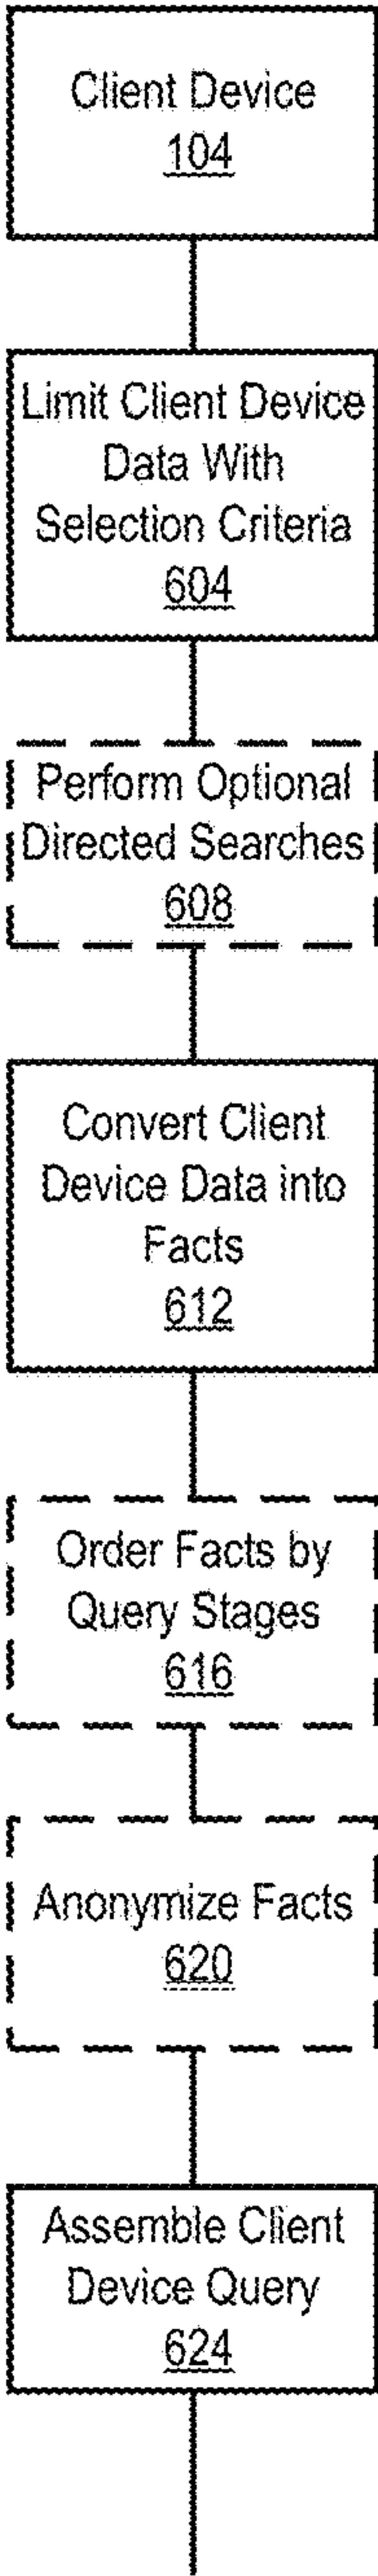 Client Device
104
Limit Client Device
Data With
Selection Criteria
604
Perform Optional
Directed Searches
608
Convert Client
Device Data into
Facts
612
Order Facts by
Query Stages
616
Anonymize Facts
620
Assemble Client
Device Query
624